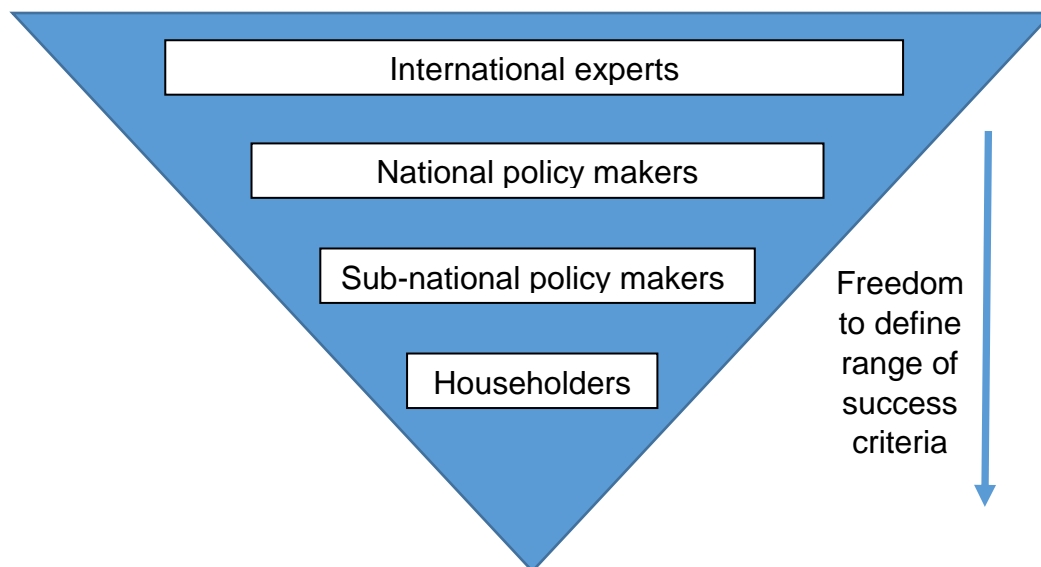 International experts
National policy makers
Sub-national policy makers
Householders
Freedom
to define
range of
success
criteria